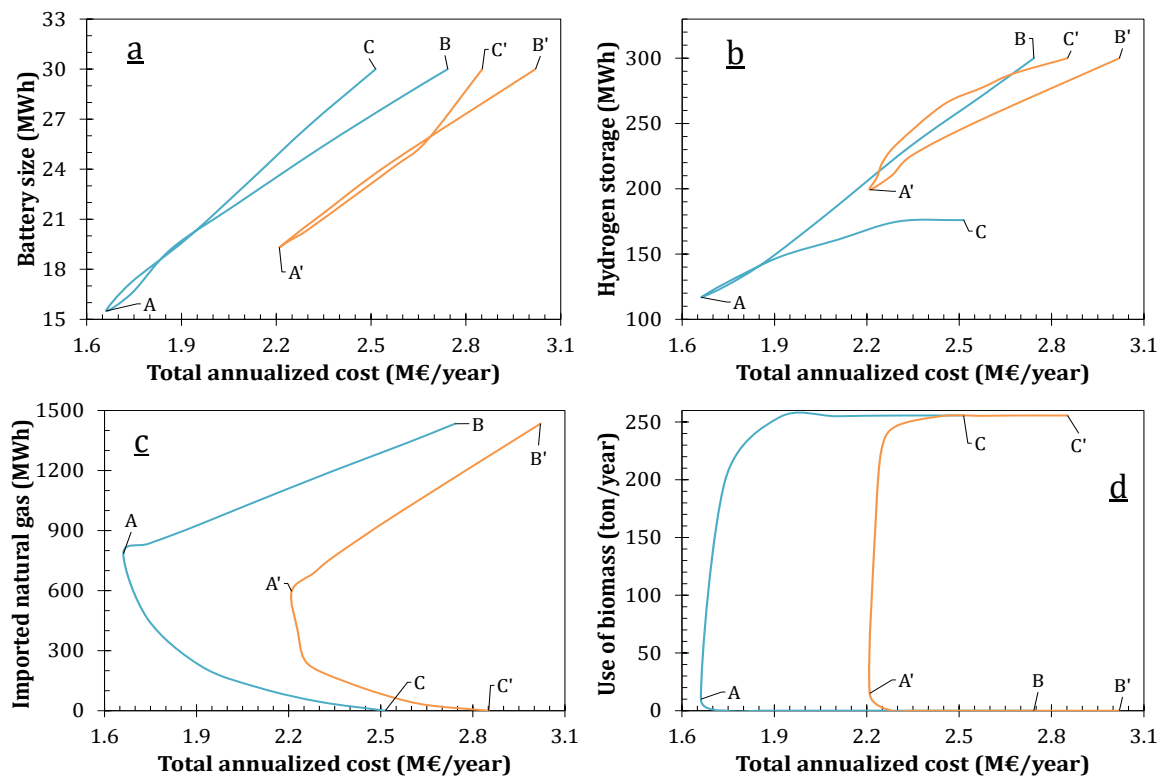 a
Battery size (MWh)
33
30
27
24
21
18
15
1.6
1.9
2.2
2.5
2.8
3.1
Total annualized cost (M€/year)
A
B
C
A'
B'
C'
b
Hydrogen storage (MWh)
300
250
200
150
100
1.6
1.9
2.2
2.5
2.8
3.1
Total annualized cost (M€/year)
A
B
C
A'
B'
C'
c
Imported natural gas (MWh)
1500
1200
900
600
300
0
1.6
1.9
2.2
2.5
2.8
3.1
Total annualized cost (M€/year)
A
B
C
A'
B'
C'
d
Use of biomass (ton/year)
250
200
150
100
50
0
1.6
1.9
2.2
2.5
2.8
3.1
Total annualized cost (M€/year)
A
B
C
A'
B'
C'